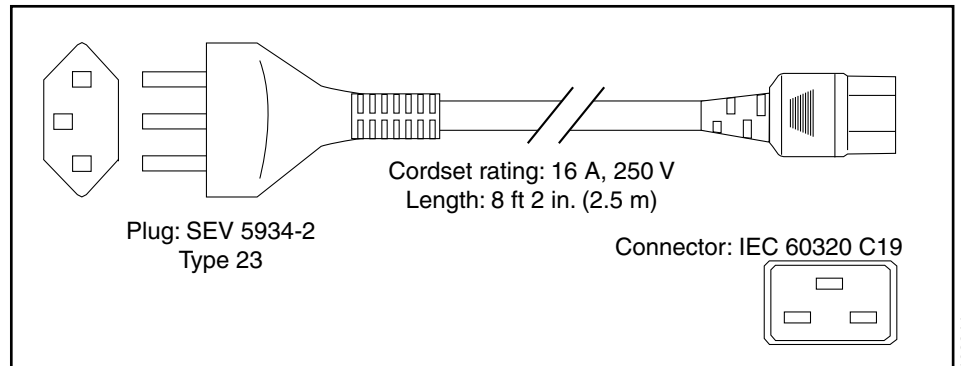 Cordset rating: 16 A, 250 V
Length: 8 ft 2 in. (2.5 m)
Plug: SEV 5934-2
Type 23
Connector: IEC 60320 C19